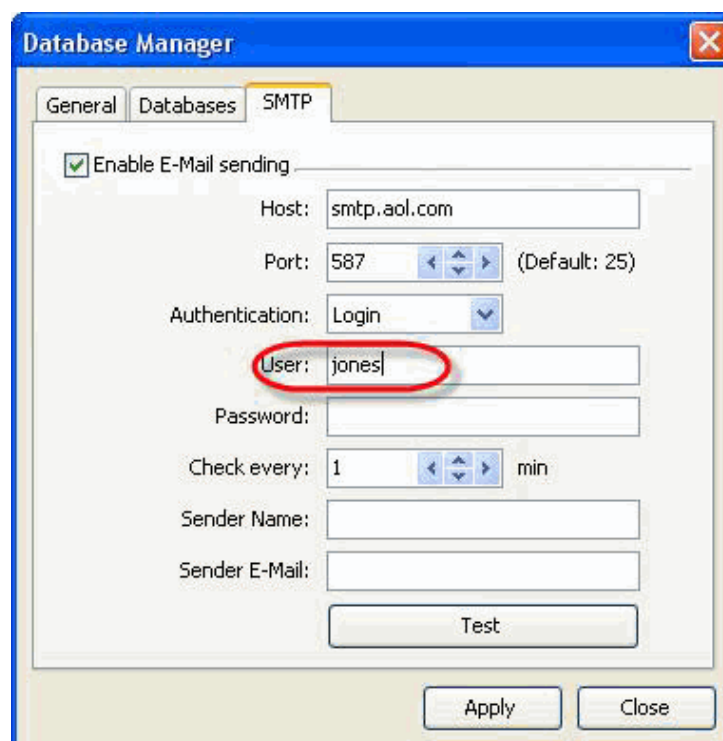 Database Manager
General Databases SMTP
Enable E-Mail sending
Host: smtp.aol.com
Port: 587 (Default: 25)
Authentication: Login
User: jones
Password:
Check every: 1 min
Sender Name:
Sender E-Mail:
Test
Apply Close